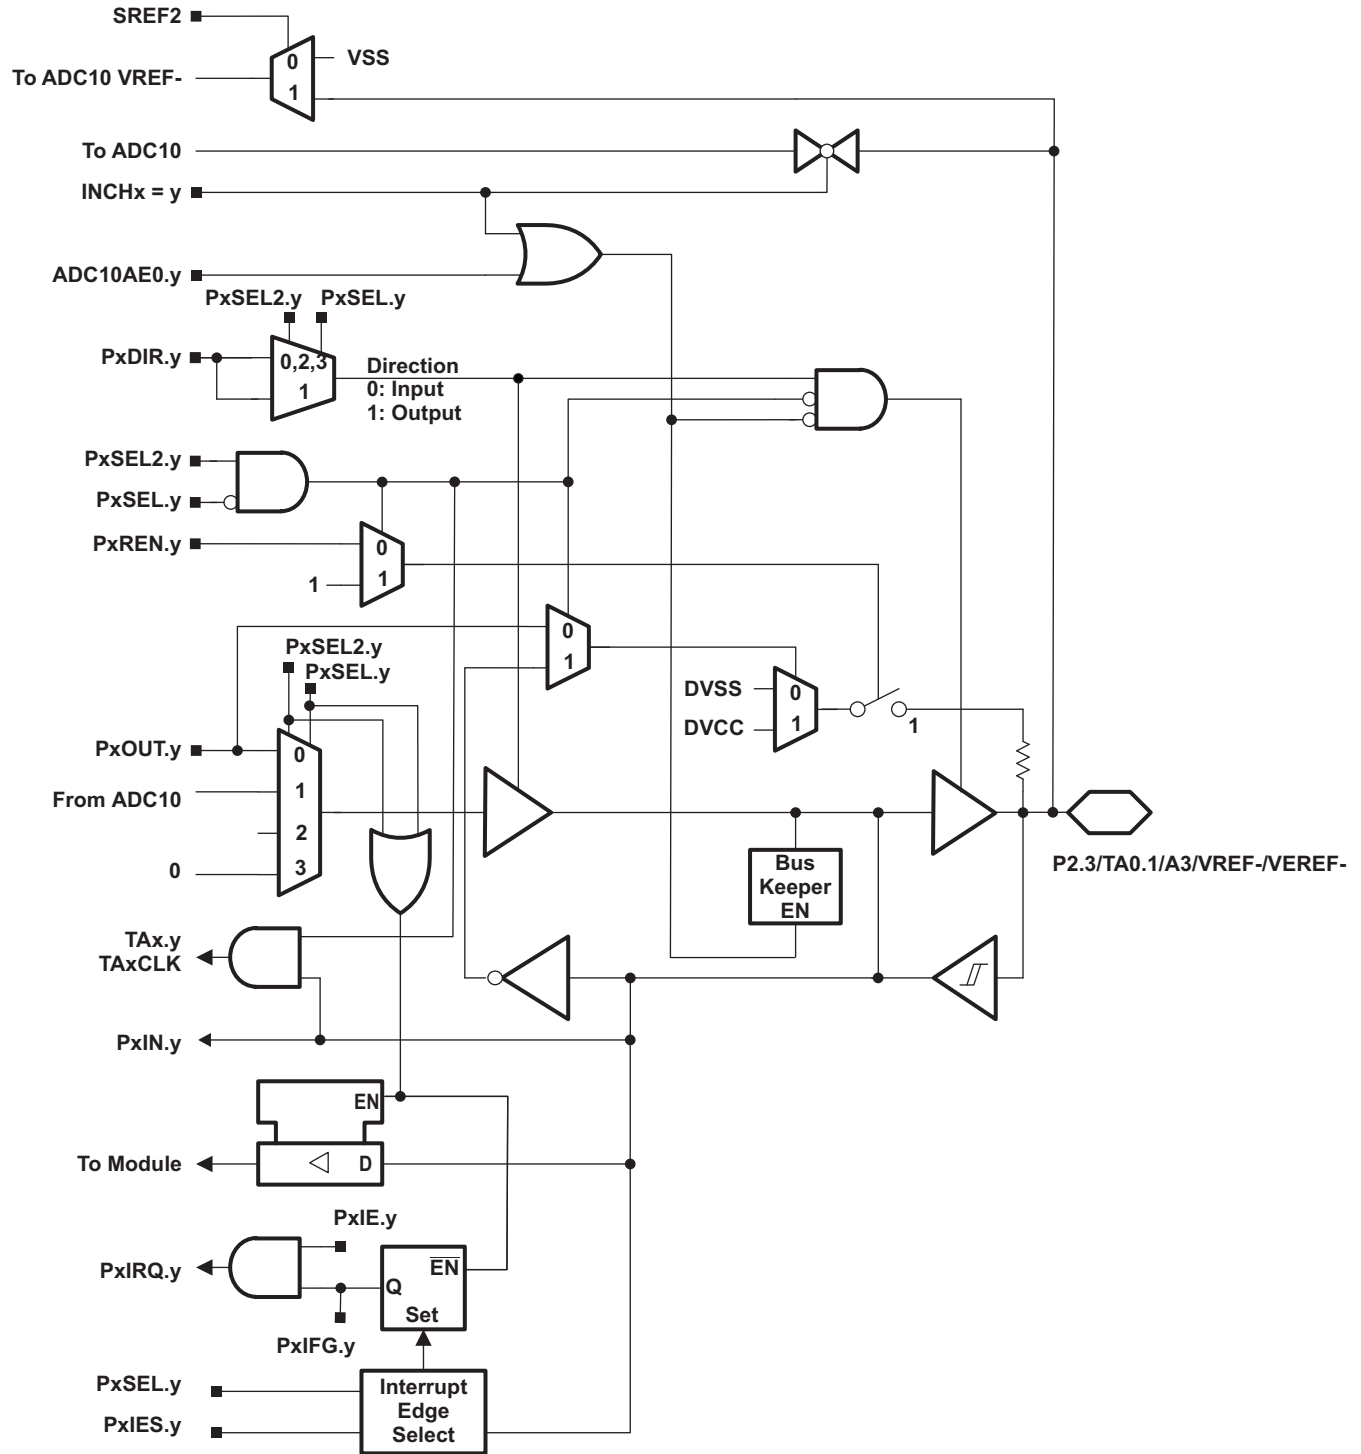 SREF2
0
VSS
To ADC10 VREF-
1
To ADC10
INCHx = y
ADC10AE0.y
PxSEL2.y PxSEL.y
PxDIR.y
0,2,3
1
Direction
0: Input
1: Output
PxSEL2.y
PxSEL.y
PxREN.y
0
1
1
0
1
PxSEL2.y
PxSEL.y
DVSS
0
DVCC
1
1
PxOUT.y
0
From ADC10
1
2
0
3
Bus
Keeper
EN
P2.3/TA0.1/A3/VREF-/VEREF-
TAx.y
TAxCLK
PxIN.y
EN
To Module
D
PxIE.y
PxIRQ.y
EN
Q
Set
PxIFG.y
PxSEL.y
PxIES.y
Interrupt
Edge
Select